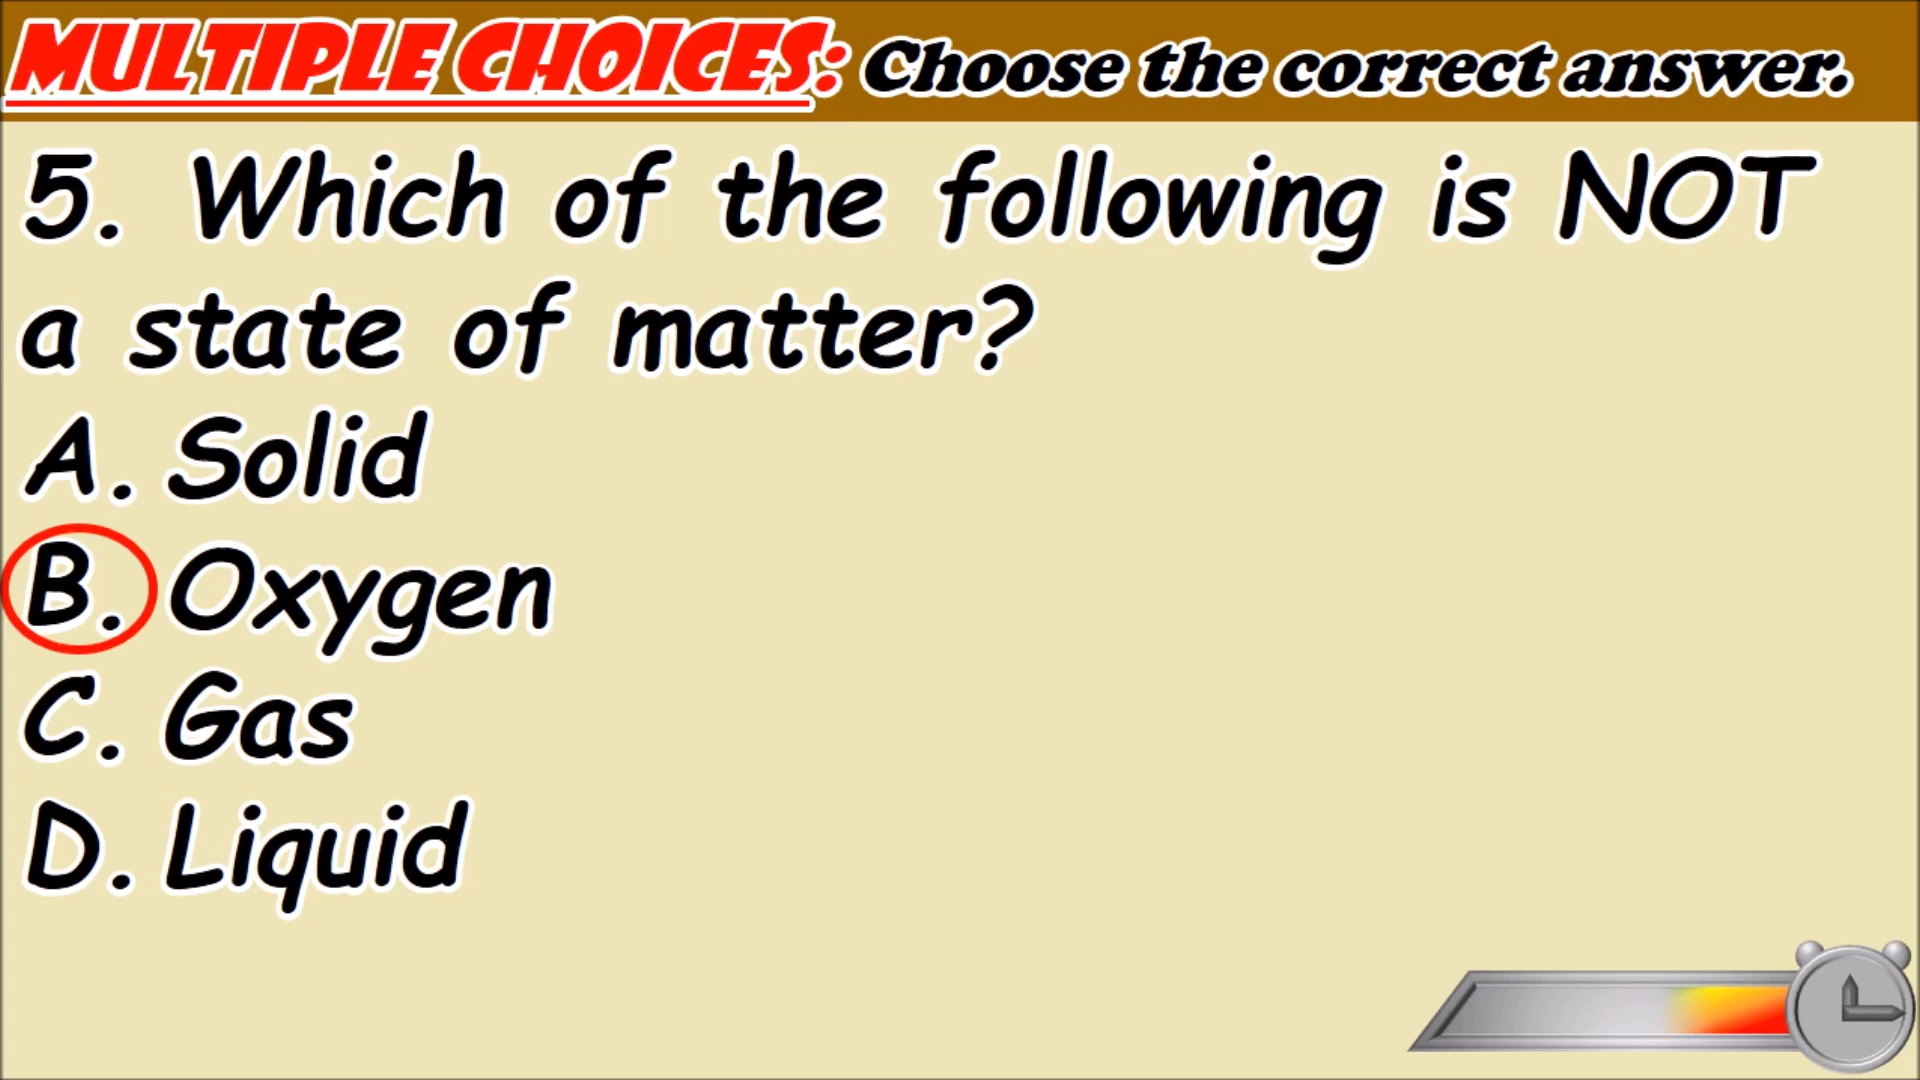 MULTIPLE CHOICES: Choose the correct answer.
5. Which of the following is NOT
a state of matter?
A. Solid
B. Oxygen
C. Gas
D. Liquid